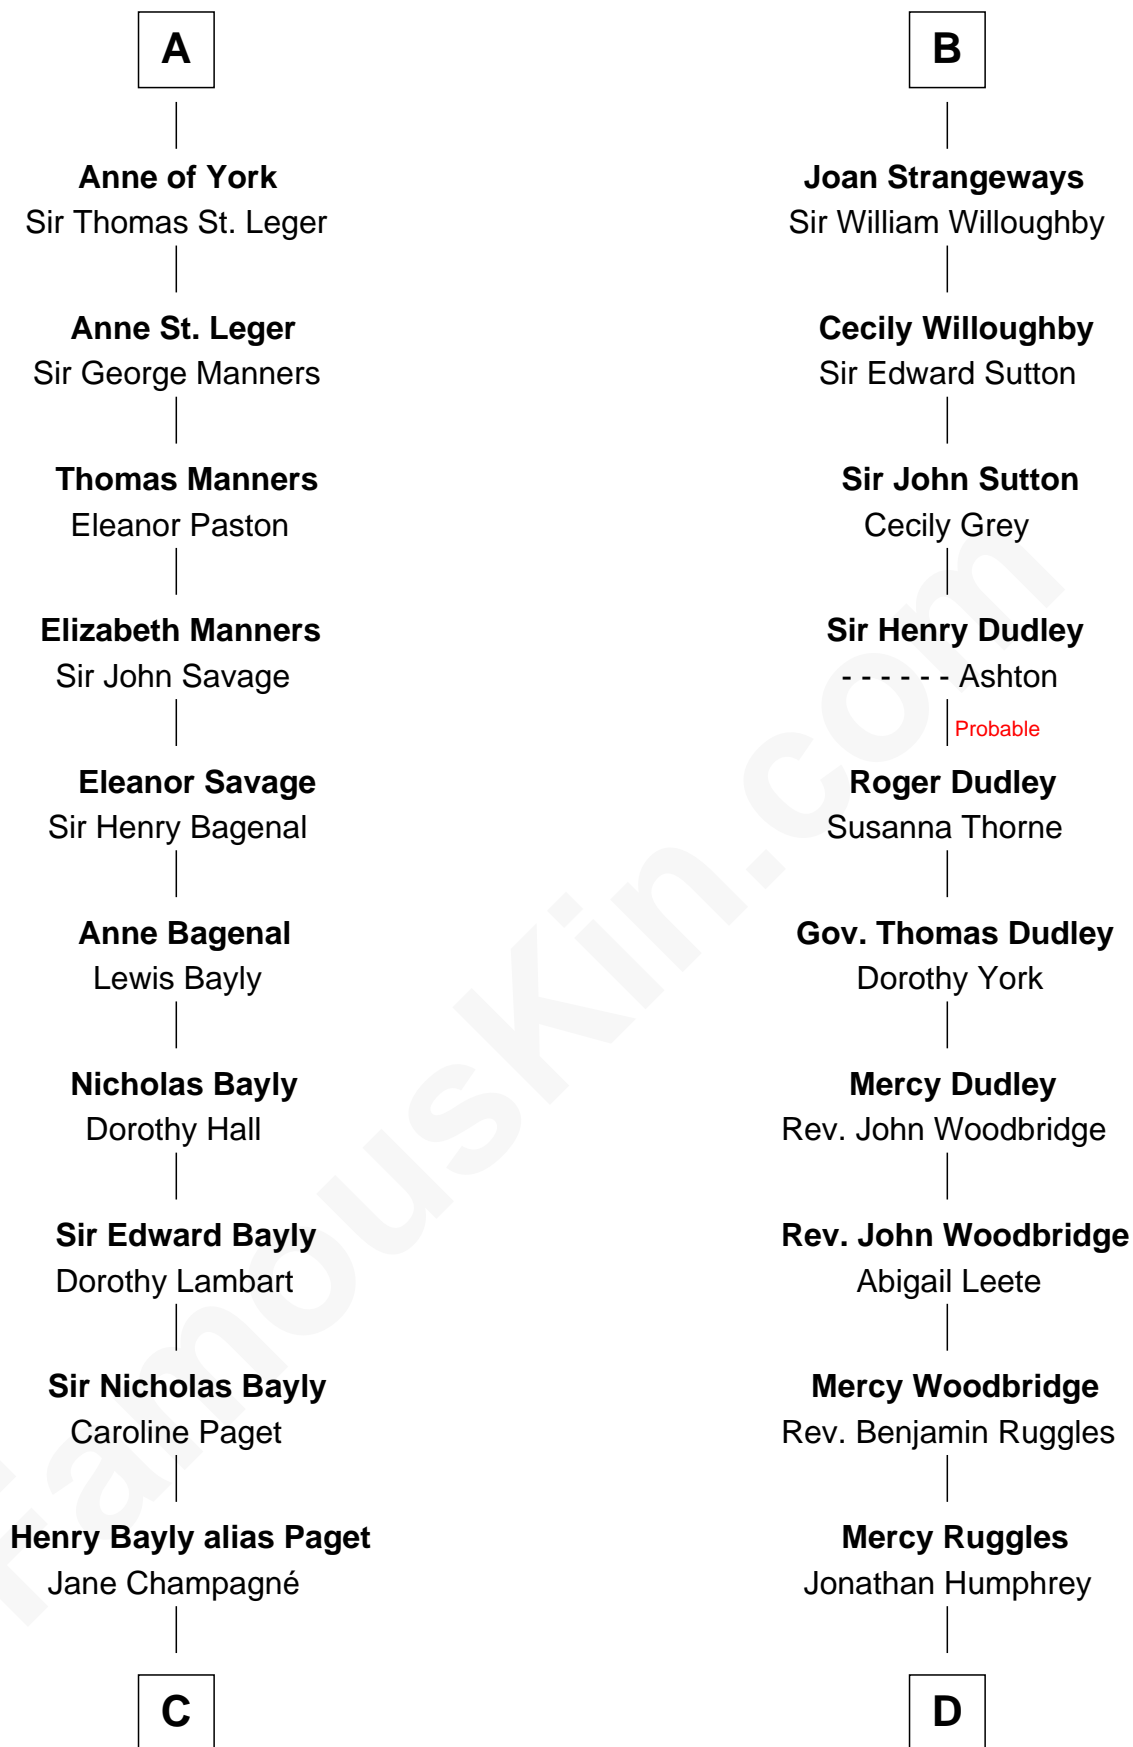 A
Anne of York
Sir Thomas St. Leger
Anne St. Leger
Sir George Manners
Thomas Manners
Eleanor Paston
Elizabeth Manners
Sir John Savage
Eleanor Savage
Sir Henry Bagenal
Anne Bagenal
Lewis Bayly
Nicholas Bayly
Dorothy Hall
Sir Edward Bayly
Dorothy Lambart
Sir Nicholas Bayly
Caroline Paget
Henry Bayly alias Paget
Jane Champagné
C
B
Joan Strangeways
Sir William Willoughby
Cecily Willoughby
Sir Edward Sutton
Sir John Sutton
Cecily Grey
Sir Henry Dudley
- - - - - - Ashton
Probable
Roger Dudley
Susanna Thorne
Gov. Thomas Dudley
Dorothy York
Mercy Dudley
Rev. John Woodbridge
Rev. John Woodbridge
Abigail Leete
Mercy Woodbridge
Rev. Benjamin Ruggles
Mercy Ruggles
Jonathan Humphrey
D
FamousKin.com